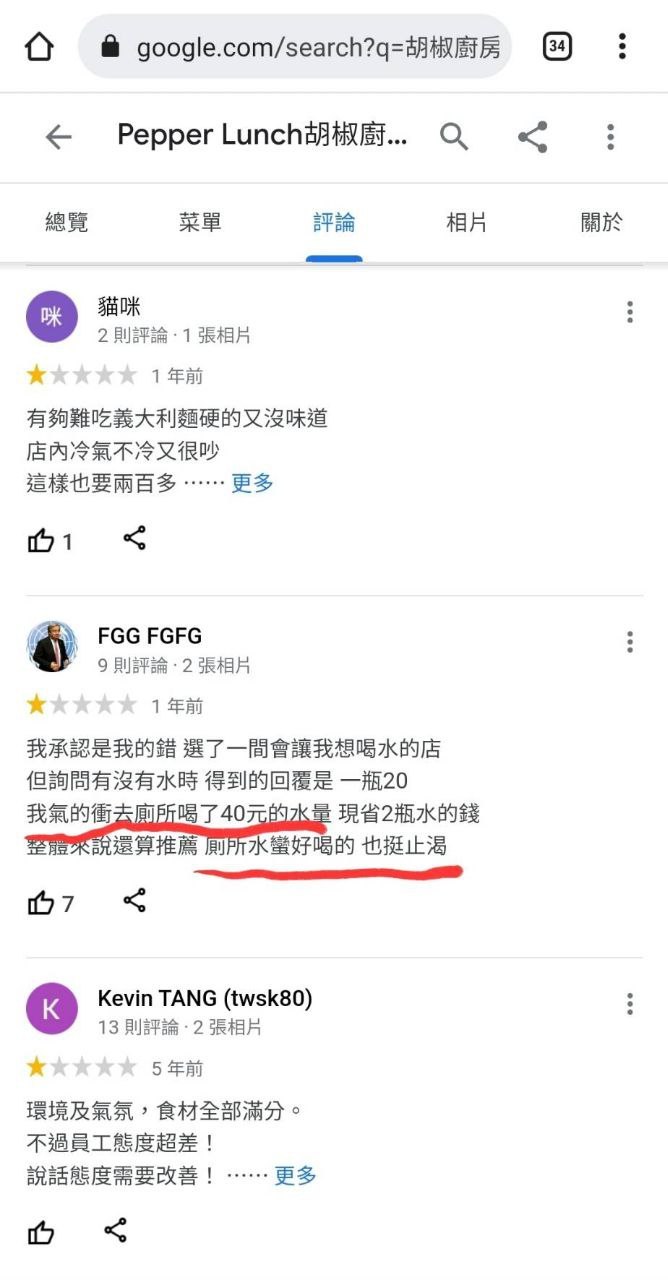 google.com/search?q=胡椒廚房
34
Pepper Lunch胡椒廚...
總覽
菜單
評論
相片
關於
咪
貓咪
2 則評論 · 1 張相片
1 年前
有夠難吃義大利麵硬的又沒味道
店內冷氣不冷又很吵
這樣也要兩百多 …… 更多
1
FGG FGFG
9 則評論 · 2 張相片
1 年前
我承認是我的錯 選了一間會讓我想喝水的店
但詢問有沒有水時 得到的回覆是 一瓶20
我氣的衝去廁所喝了40元的水量 現省2瓶水的錢
整體來說還算推薦 廁所水蠻好喝的 也挺止渴
7
K
Kevin TANG (twsk80)
13 則評論 · 2 張相片
5 年前
環境及氣氛，食材全部滿分。
不過員工態度超差！
說話態度需要改善！ …… 更多